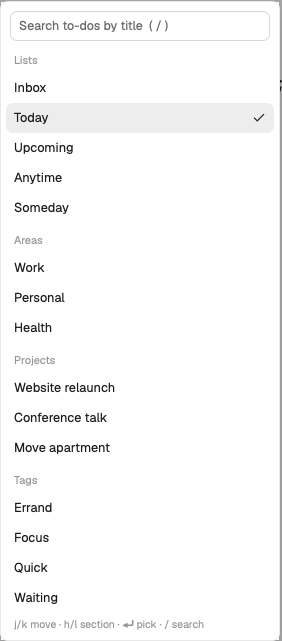 Search to-dos by title ( / )
Lists
Inbox
Today
Upcoming
Anytime
Someday
Areas
Work
Personal
Health
Projects
Website relaunch
Conference talk
Move apartment
Tags
Errand
Focus
Quick
Waiting
j/k move · h/l section · ↵ pick · / search